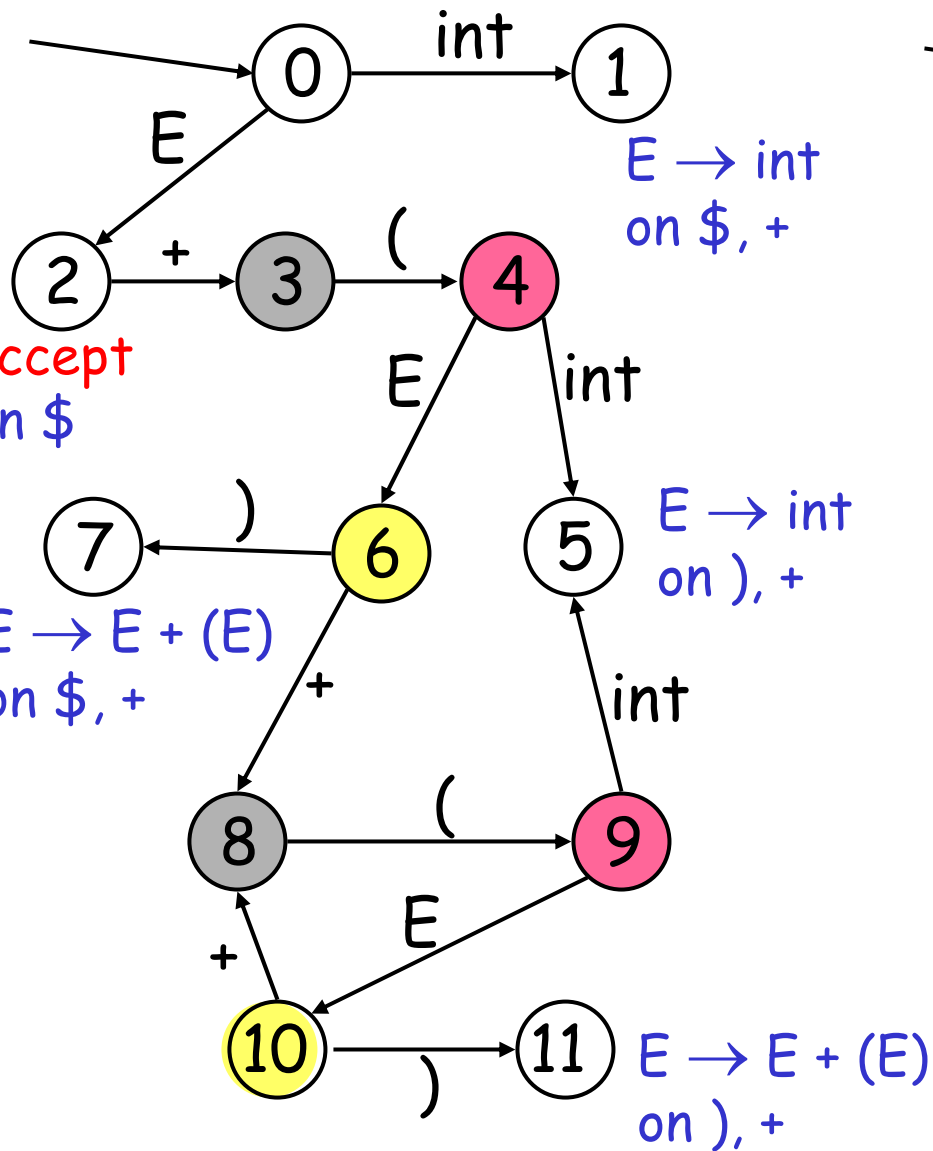 int
0
1
E
E → int
on $, +
+
(
2
3
4
ccept
n $
E
int
)
7
6
5
E → int
on ), +
E → E + (E)
on $, +
+
int
(
8
9
E
+
10
11
)
E → E + (E)
on ), +